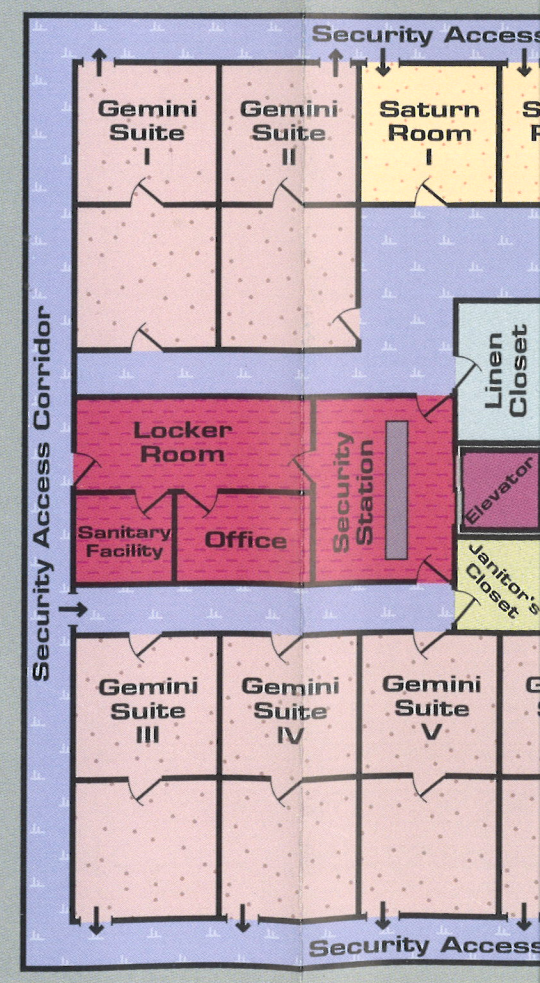 Security Access
Gemini
Suite
I
Gemini
Suite
II
Saturn
Room
I
S
Security Access Corridor
Linen
Closet
Locker
Room
Security
Station
Elevator
Sanitary
Facility
Office
Janitor's
Closet
Gemini
Suite
III
Gemini
Suite
IV
Gemini
Suite
V
G
Security Access